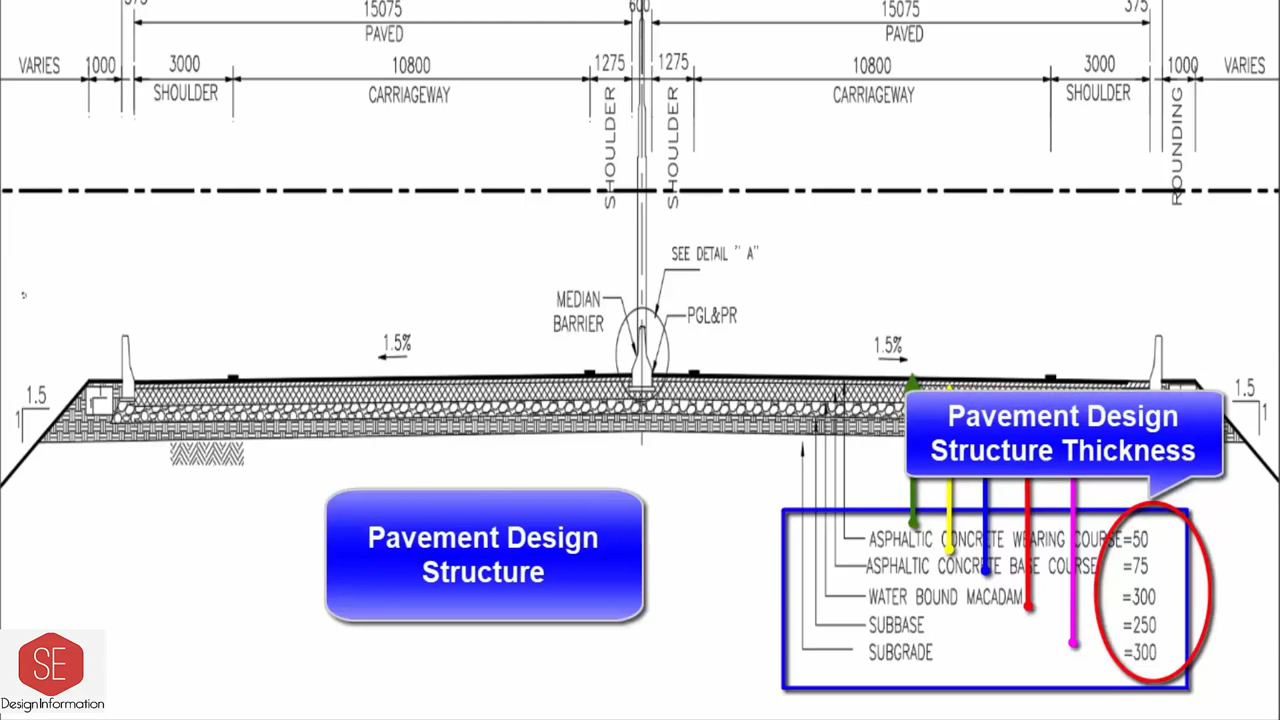 375 15075 600 15075 375
PAVED PAVED
VARIES 1000 3000 10800 1275 1275 10800 3000 1000 VARIES
SHOULDER CARRIAGEWAY SHOULDER SHOULDER CARRIAGEWAY SHOULDER ROUNDING
SEE DETAIL " A"
MEDIAN
BARRIER
PGL&PR
1.5% 1.5%
1.5 1.5
1 1
Pavement Design
Structure Thickness
Pavement Design
Structure
ASPHALTIC CONCRETE WEARING COURSE=50
ASPHALTIC CONCRETE BASE COURSE =75
WATER BOUND MACADAM =300
SUBBASE =250
SUBGRADE =300
SE
Design Information